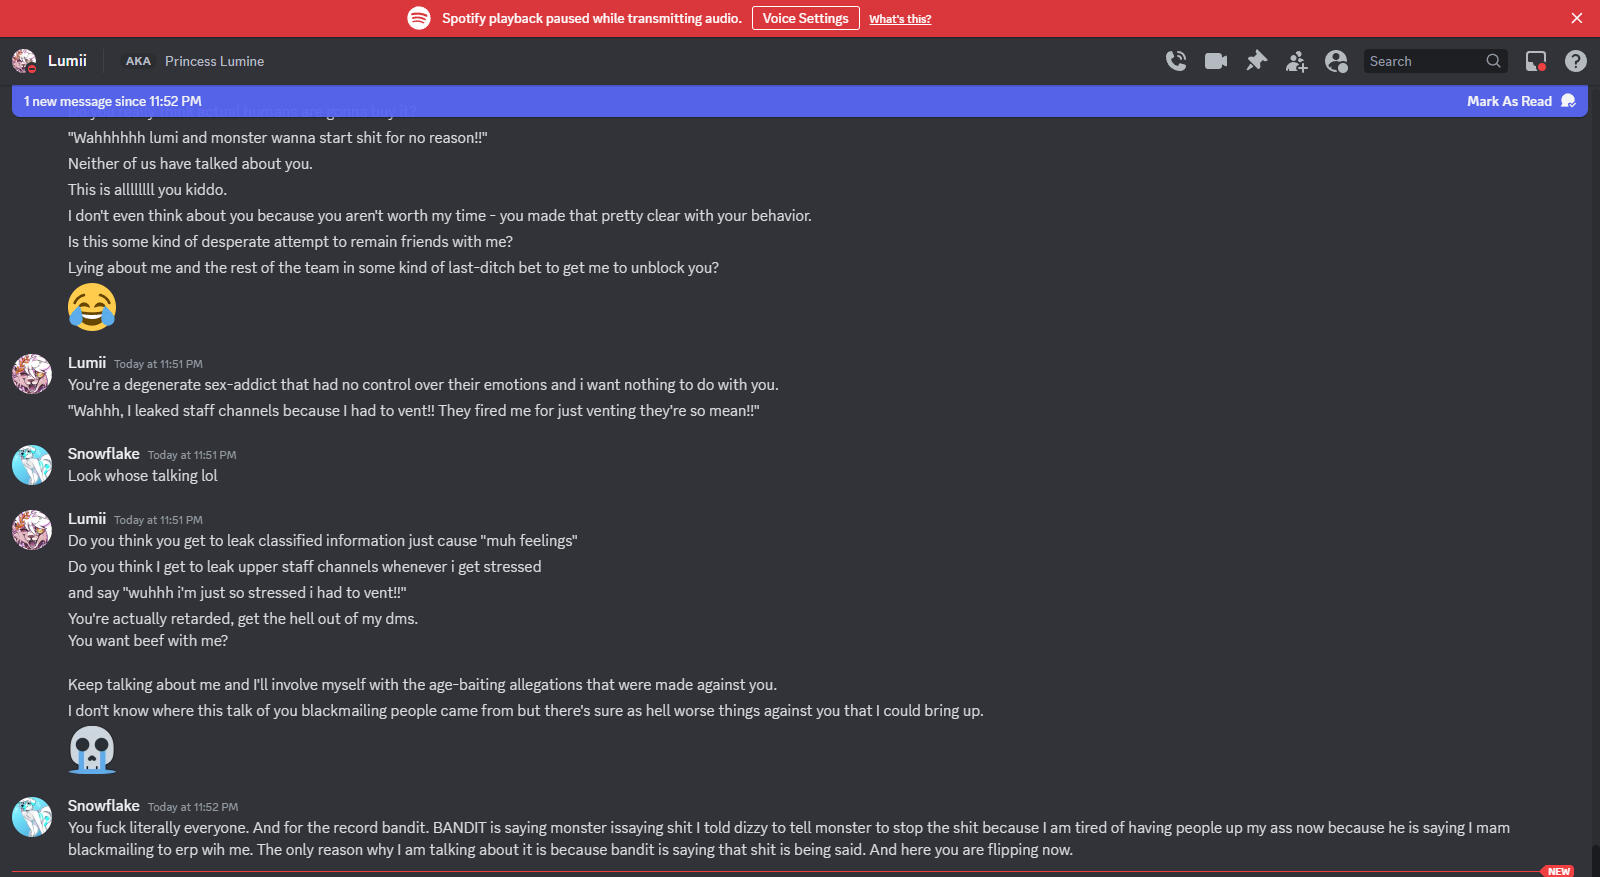 Spotify playback paused while transmitting audio. Voice Settings What's this?
Lumii AKA Princess Lumine Search
1 new message since 11:52 PM Mark As Read
Do you really think actual humans are gonna buy it?
"Wahhhhhh lumi and monster wanna start shit for no reason!!"
Neither of us have talked about you.
This is allllllll you kiddo.
I don't even think about you because you aren't worth my time - you made that pretty clear with your behavior.
Is this some kind of desperate attempt to remain friends with me?
Lying about me and the rest of the team in some kind of last-ditch bet to get me to unblock you?
Lumii Today at 11:51 PM
You're a degenerate sex-addict that had no control over their emotions and i want nothing to do with you.
"Wahhh, I leaked staff channels because I had to vent!! They fired me for just venting they're so mean!!"
Snowflake Today at 11:51 PM
Look whose talking lol
Lumii Today at 11:51 PM
Do you think you get to leak classified information just cause "muh feelings"
Do you think I get to leak upper staff channels whenever i get stressed
and say "wuhhh i'm just so stressed i had to vent!!"
You're actually retarded, get the hell out of my dms.
You want beef with me?
Keep talking about me and I'll involve myself with the age-baiting allegations that were made against you.
I don't know where this talk of you blackmailing people came from but there's sure as hell worse things against you that I could bring up.
Snowflake Today at 11:52 PM
You fuck literally everyone. And for the record bandit. BANDIT is saying monster issaying shit I told dizzy to tell monster to stop the shit because I am tired of having people up my ass now because he is saying I mam
blackmailing to erp wih me. The only reason why I am talking about it is because bandit is saying that shit is being said. And here you are flipping now.
NEW